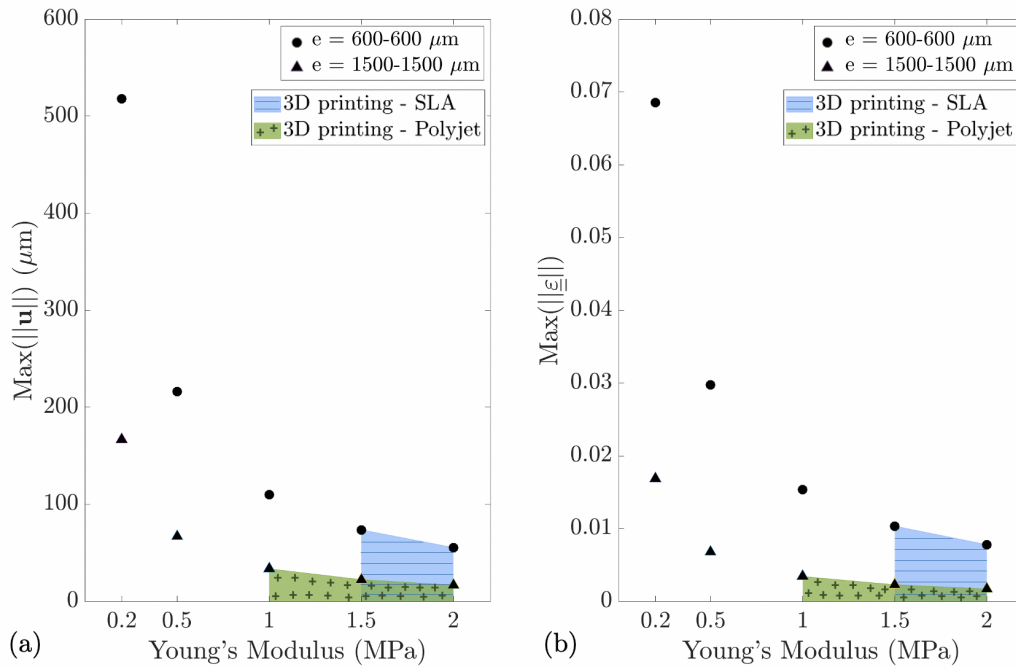 600
500
400
300
200
100
0
Max(||u||) (μm)
e = 600-600 μm
e = 1500-1500 μm
3D printing - SLA
3D printing - Polyjet
0.2 0.5 1 1.5 2
(a) Young's Modulus (MPa)
0.08
0.07
0.06
0.05
0.04
0.03
0.02
0.01
0
Max(||ε||)
e = 600-600 μm
e = 1500-1500 μm
3D printing - SLA
3D printing - Polyjet
0.2 0.5 1 1.5 2
(b) Young's Modulus (MPa)